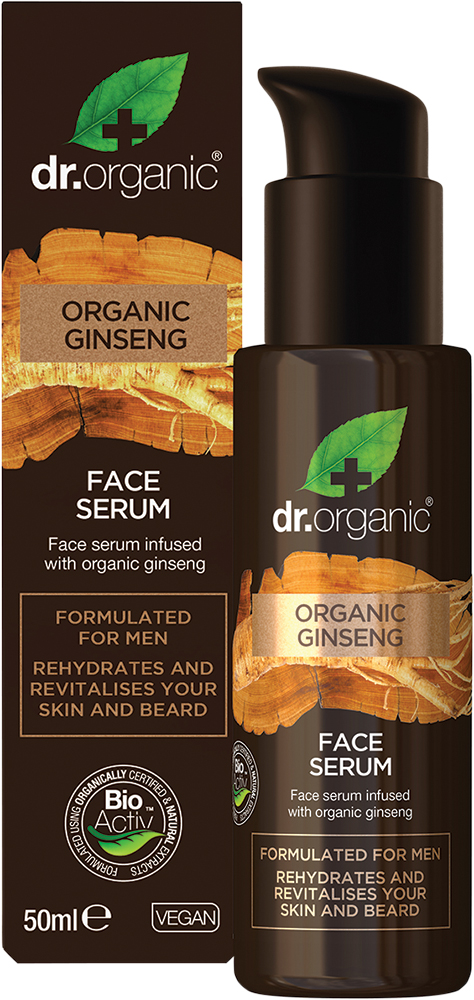 dr.organic®
ORGANIC
GINSENG
FACE
SERUM
Face serum infused
with organic ginseng
FORMULATED
FOR MEN
REHYDRATES AND
REVITALISES YOUR
SKIN AND BEARD
FORMULATED USING ORGANICALLY CERTIFIED & NATURAL EXTRACTS
Bio
Activ™
50ml℮
VEGAN
dr.organic®
ORGANIC
GINSENG
FACE
SERUM
Face serum infused
with organic ginseng
Bio
Activ
FORMULATED FOR MEN
REHYDRATES AND
REVITALISES YOUR
SKIN AND BEARD